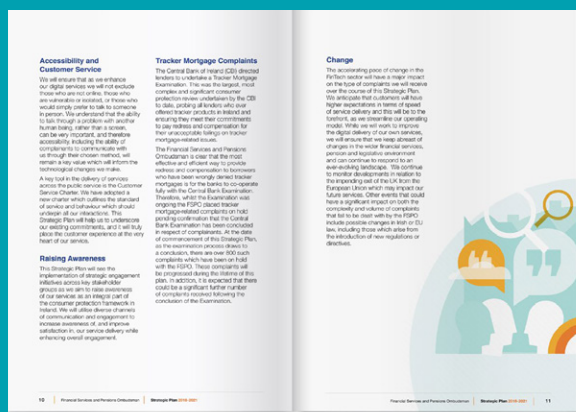 Accessibility and
Customer Service
We will ensure that as we enhance
our digital services we will not exclude
those who are not online, those who
are vulnerable or isolated, or those who
would simply prefer to talk to someone
in person. We understand that the ability
to talk through a problem with another
human being, rather than a screen,
can be very important, and therefore
accessibility, including the ability of
complainants to communicate with
us through their chosen method, will
remain a key value which will inform the
technological changes we make.
A key tool in the delivery of services
across the public service is the Customer
Service Charter. We have adopted a
new charter which outlines the standard
of service and behaviour which should
underpin all our interactions. This
Strategic Plan will help us to underscore
our existing commitments, and it will truly
place the customer experience at the very
heart of our service.
Raising Awareness
This Strategic Plan will see the
implementation of strategic engagement
initiatives across key stakeholder
groups as we aim to raise awareness
of our services as an integral part of
the consumer protection framework in
Ireland. We will utilise diverse channels
of communication and engagement to
increase awareness of, and improve
satisfaction in, our service delivery while
enhancing overall engagement.
Tracker Mortgage Complaints
The Central Bank of Ireland (CBI) directed
lenders to undertake a Tracker Mortgage
Examination. This was the largest, most
complex and significant consumer
protection review undertaken by the CBI
to date, probing all lenders who ever
offered tracker products in Ireland and
ensuring they meet their commitments
to pay redress and compensation for
their unacceptable failings on tracker
mortgage-related issues.
The Financial Services and Pensions
Ombudsman is clear that the most
effective and efficient way to provide
redress and compensation to borrowers
who have been wrongly denied tracker
mortgages is for the banks to co-operate
fully with the Central Bank Examination.
Therefore, whilst the Examination was
ongoing the FSPO placed tracker
mortgage-related complaints on hold
pending confirmation that the Central
Bank Examination has been concluded
in respect of complainants. At the date
of commencement of this Strategic Plan,
as the examination process draws to
a conclusion, there are over 500 such
complaints which have been on hold
with the FSPO. These complaints will
be progressed during the lifetime of this
plan. In addition, it is expected that there
could be a significant further number
of complaints received following the
conclusion of the Examination.
10 Financial Services and Pensions Ombudsman Strategic Plan 2018-2021
Change
The accelerating pace of change in the
FinTech sector will have a major impact
on the type of complaints we will receive
over the course of this Strategic Plan.
We anticipate that customers will have
higher expectations in terms of speed
of service delivery and this will be to the
forefront, as we streamline our operating
model. While we will work to improve
the digital delivery of our own services,
we will ensure that we keep abreast of
changes in the wider financial services,
pension and legislative environment
and can continue to respond to an
ever-evolving landscape. We continue
to monitor developments in relation to
the impending exit of the UK from the
European Union which may impact our
future services. Other events that could
have a significant impact on both the
complexity and volume of complaints
that fall to be dealt with by the FSPO
include possible changes in Irish or EU
law, including those which arise from
the introduction of new regulations or
directives.
Financial Services and Pensions Ombudsman Strategic Plan 2018-2021 11